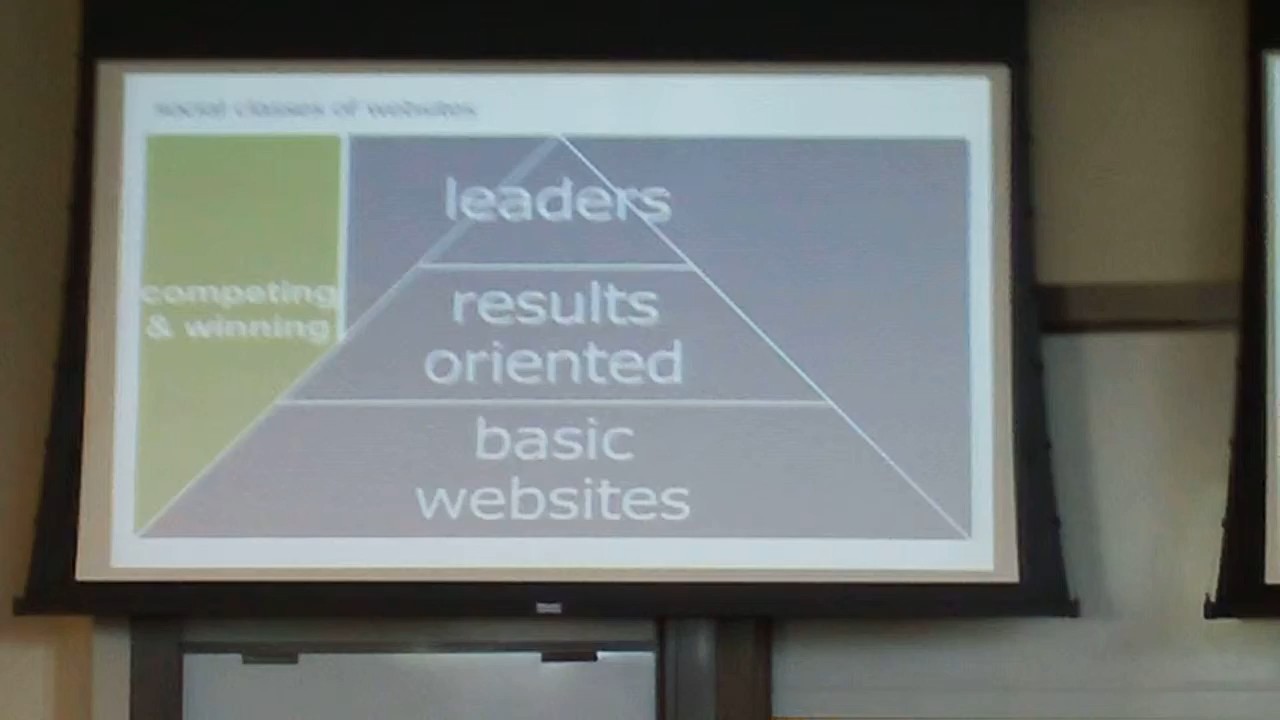 social classes of websites
leaders
competing
& winning
results
oriented
basic
websites